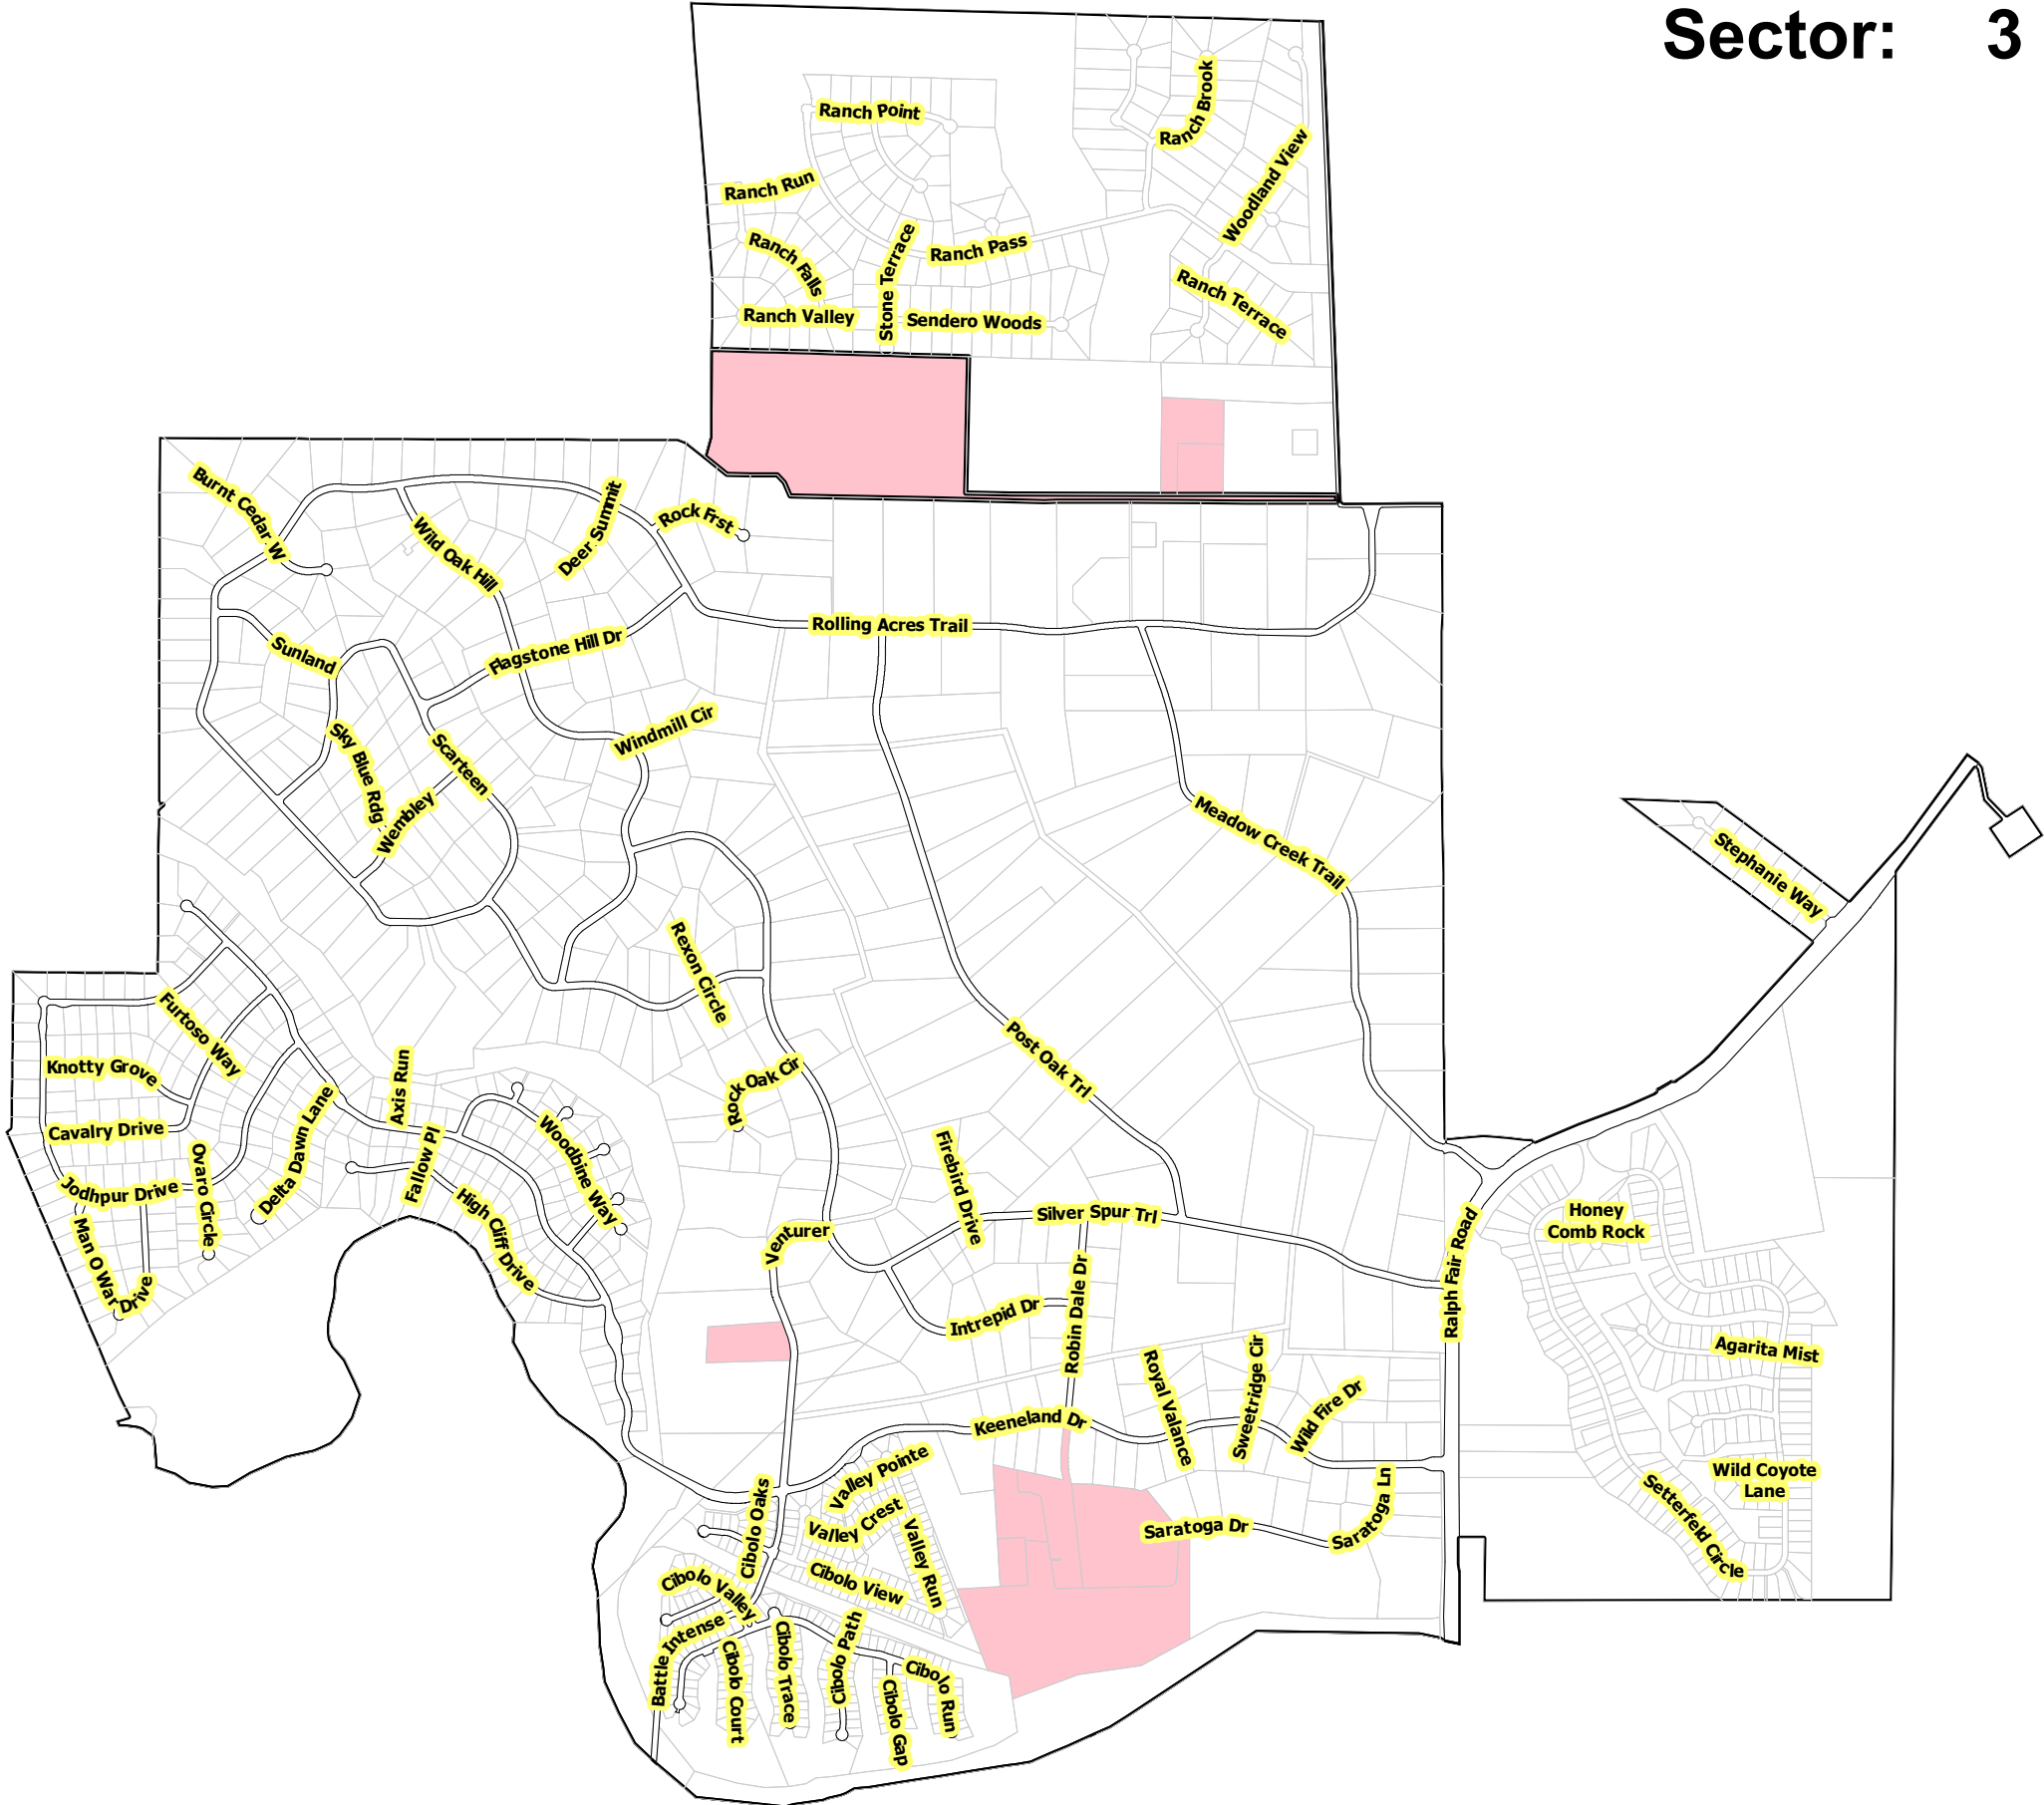 Sector: 3
Ranch Point
Ranch Brook
Woodland View
Ranch Run
Ranch Falls
Stone Terrace
Ranch Pass
Ranch Terrace
Ranch Valley
Sendero Woods
Burnt Cedar W
Wild Oak Hill
Deer Summit
Rock Frst
Rolling Acres Trail
Flagstone Hill Dr
Sunland
Windmill Cir
Sky Blue Rdg
Scarteen
Wembley
Meadow Creek Trail
Stephanie Way
Rexon Circle
Furtoso Way
Knotty Grove
Axis Run
Rock Oak Cir
Post Oak Trl
Cavalry Drive
Delta Dawn Lane
Fallow Pl
Woodbine Way
Ovaro Circle
Jodhpur Drive
High Cliff Drive
Man O War Drive
Firebird Drive
Silver Spur Trl
Venturer
Robin Dale Dr
Intrepid Dr
Ralph Fair Road
Honey
Comb Rock
Agarita Mist
Royal Valance
Sweetridge Cir
Wild Fire Dr
Keeneland Dr
Valley Pointe
Valley Crest
Valley Run
Cibolo Oaks
Saratoga Dr
Saratoga Ln
Wild Coyote
Lane
Setterfeld Circle
Cibolo Valley
Cibolo View
Battle Intense
Cibolo Court
Cibolo Trace
Cibolo Path
Cibolo Gap
Cibolo Run